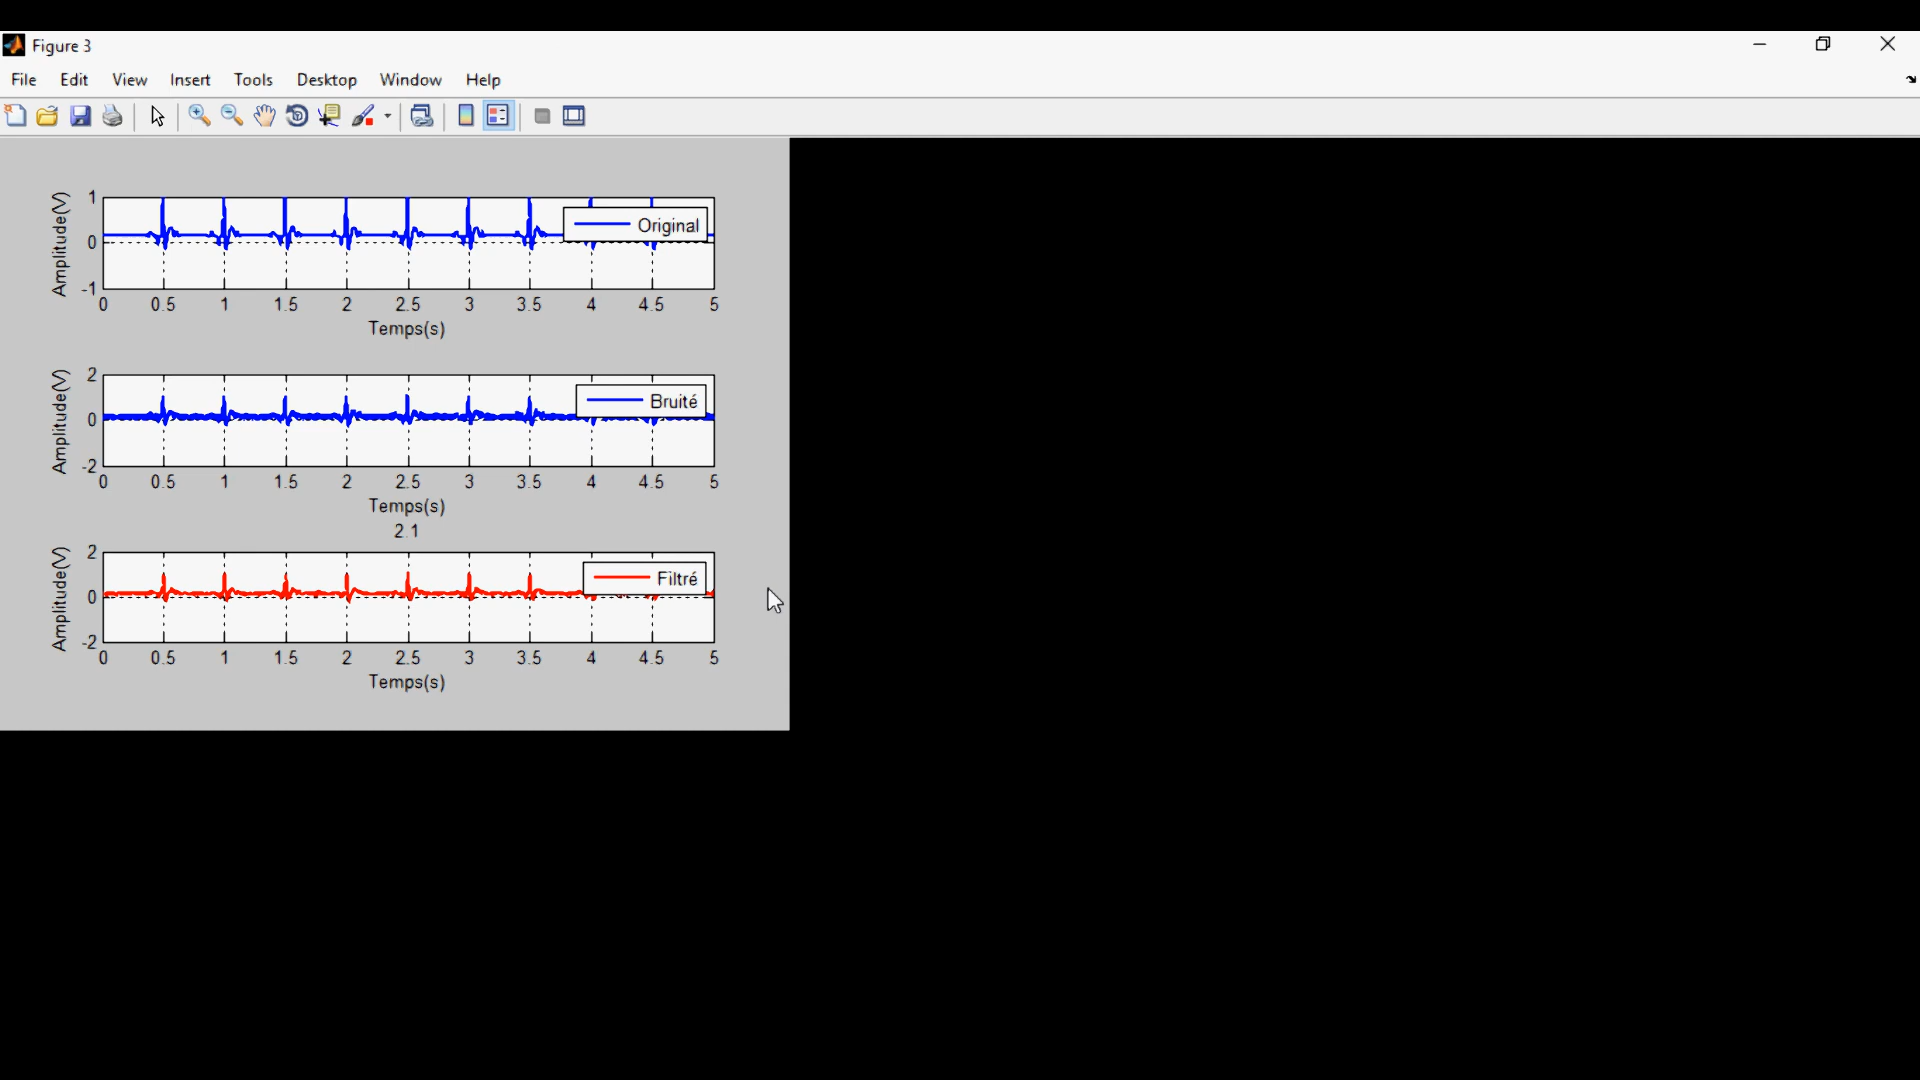 Figure 3
File Edit View Insert Tools Desktop Window Help
Amplitude(V)
1
0
-1
Original
0 0.5 1 1.5 2 2.5 3 3.5 4 4.5 5
Temps(s)
Amplitude(V)
2
0
-2
Bruité
0 0.5 1 1.5 2 2.5 3 3.5 4 4.5 5
Temps(s)
2.1
Amplitude(V)
2
0
-2
Filtré
0 0.5 1 1.5 2 2.5 3 3.5 4 4.5 5
Temps(s)